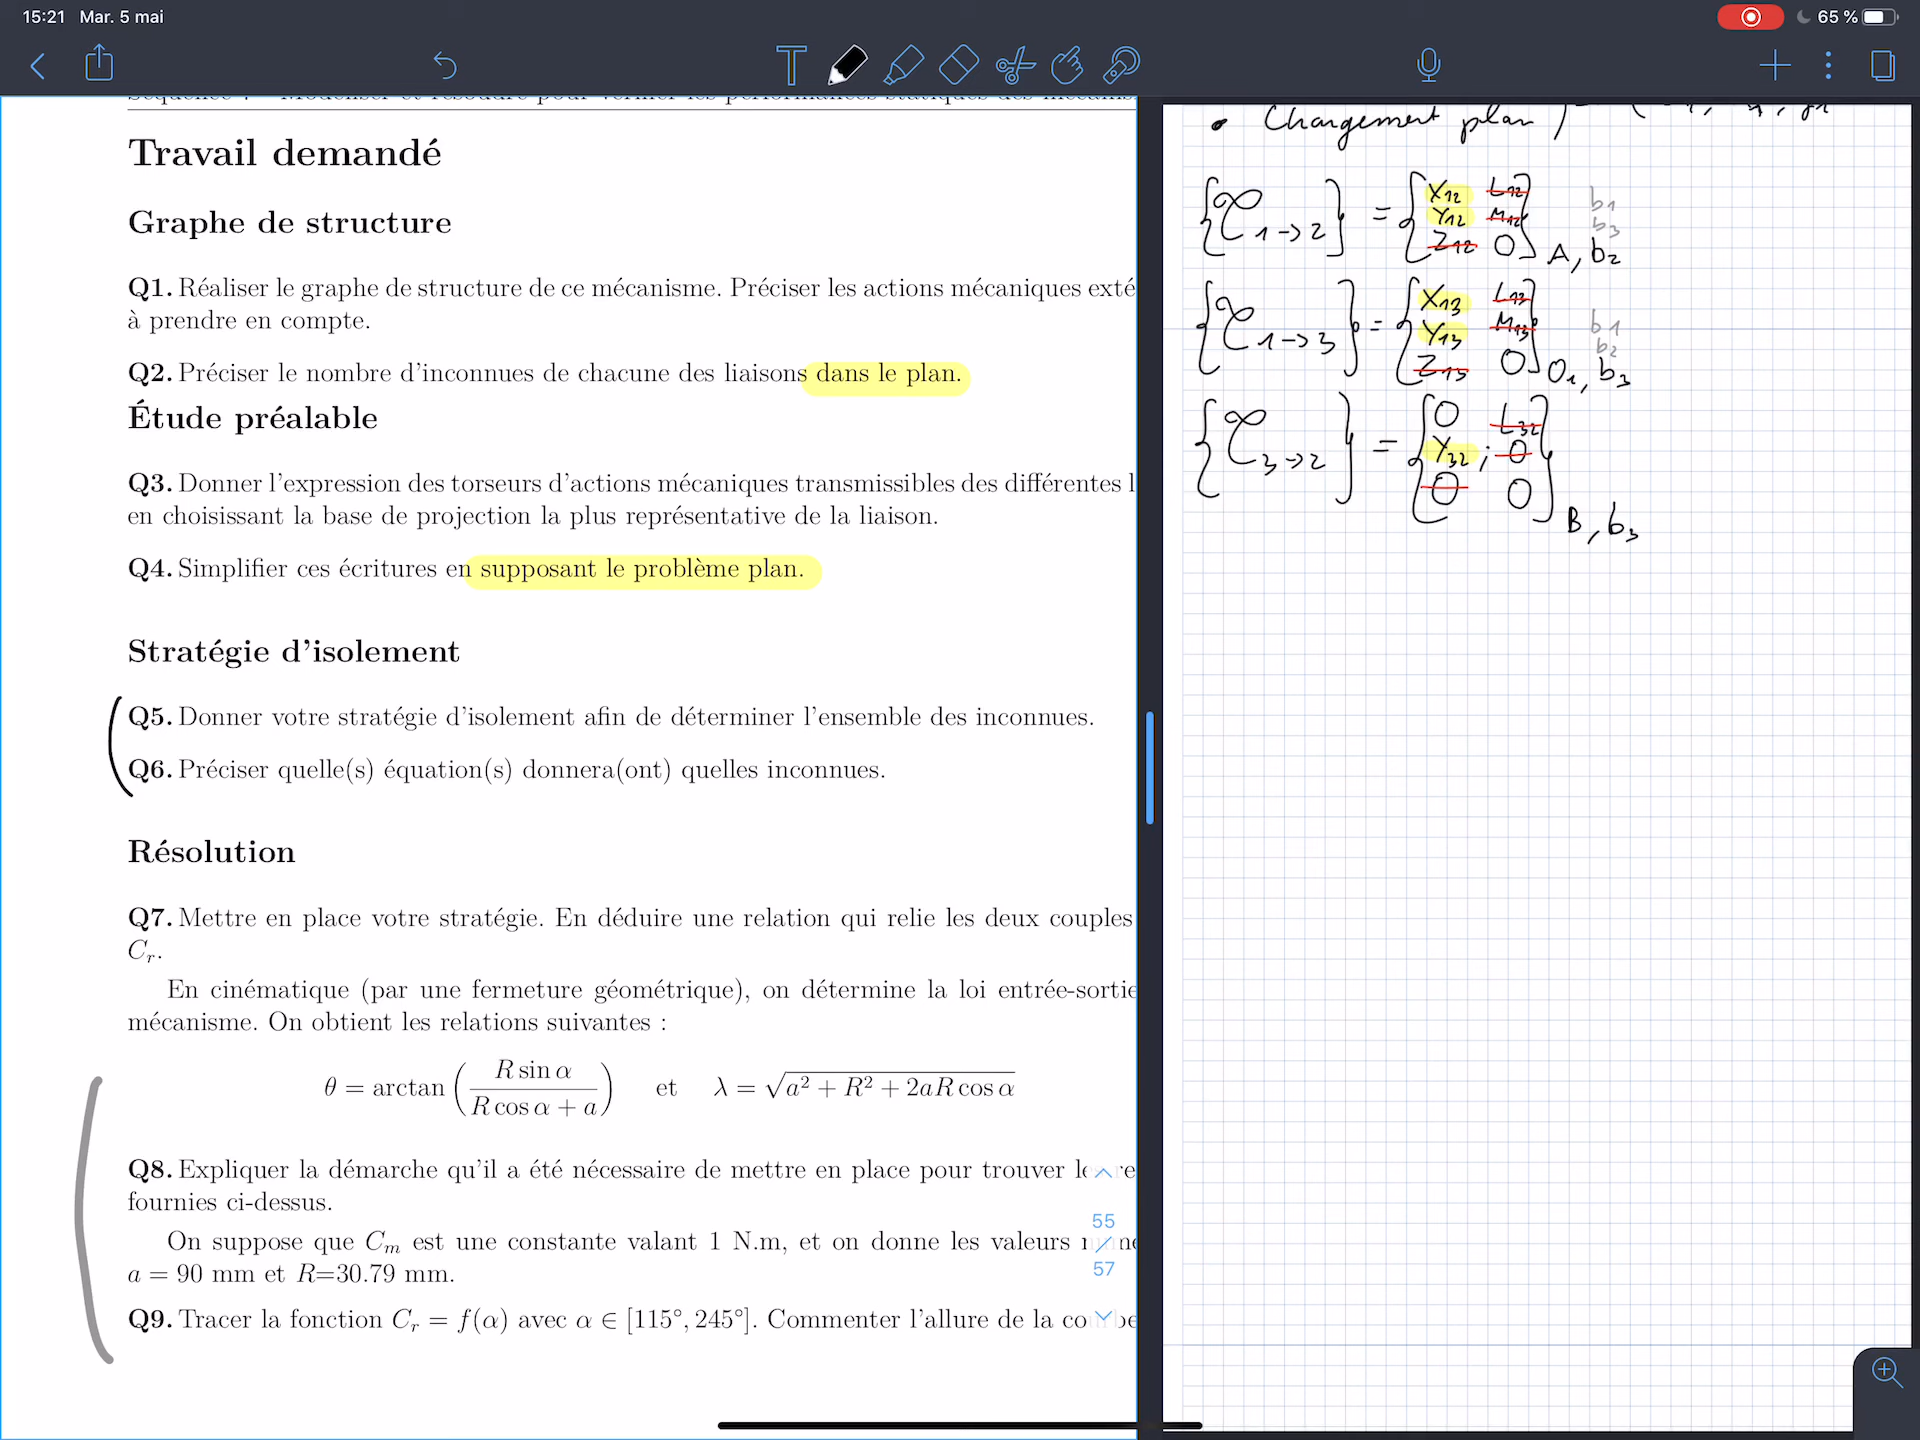 15:21 Mar. 5 mai
65 %
Travail demandé
Graphe de structure
Q1. Réaliser le graphe de structure de ce mécanisme. Préciser les actions mécaniques exté
à prendre en compte.
Q2. Préciser le nombre d'inconnues de chacune des liaisons dans le plan.
Étude préalable
Q3. Donner l'expression des torseurs d'actions mécaniques transmissibles des différentes l
en choisissant la base de projection la plus représentative de la liaison.
Q4. Simplifier ces écritures en supposant le problème plan.
Stratégie d'isolement
Q5. Donner votre stratégie d'isolement afin de déterminer l'ensemble des inconnues.
Q6. Préciser quelle(s) équation(s) donnera(ont) quelles inconnues.
Résolution
Q7. Mettre en place votre stratégie. En déduire une relation qui relie les deux couples
C_r.
En cinématique (par une fermeture géométrique), on détermine la loi entrée-sortie
mécanisme. On obtient les relations suivantes :
θ = arctan (R sin α / (R cos α + a)) et λ = √(a² + R² + 2aR cos α)
Q8. Expliquer la démarche qu'il a été nécessaire de mettre en place pour trouver le re
fournies ci-dessus.
On suppose que C_m est une constante valant 1 N.m, et on donne les valeurs
a = 90 mm et R=30.79 mm.
Q9. Tracer la fonction C_r = f(α) avec α ∈ [115°, 245°]. Commenter l'allure de la co be
55
/
57
• Changement plan
{T 1→2} = {X12 L12
Y12 M12
Z12 0} A, b2
b1
b3
{T 1→3} = {X13 L13
Y13 M13
Z13 0} O1, b3
b1
b2
{T 3→2} = {0 L32
Y32 ; 0
0 0} B, b3